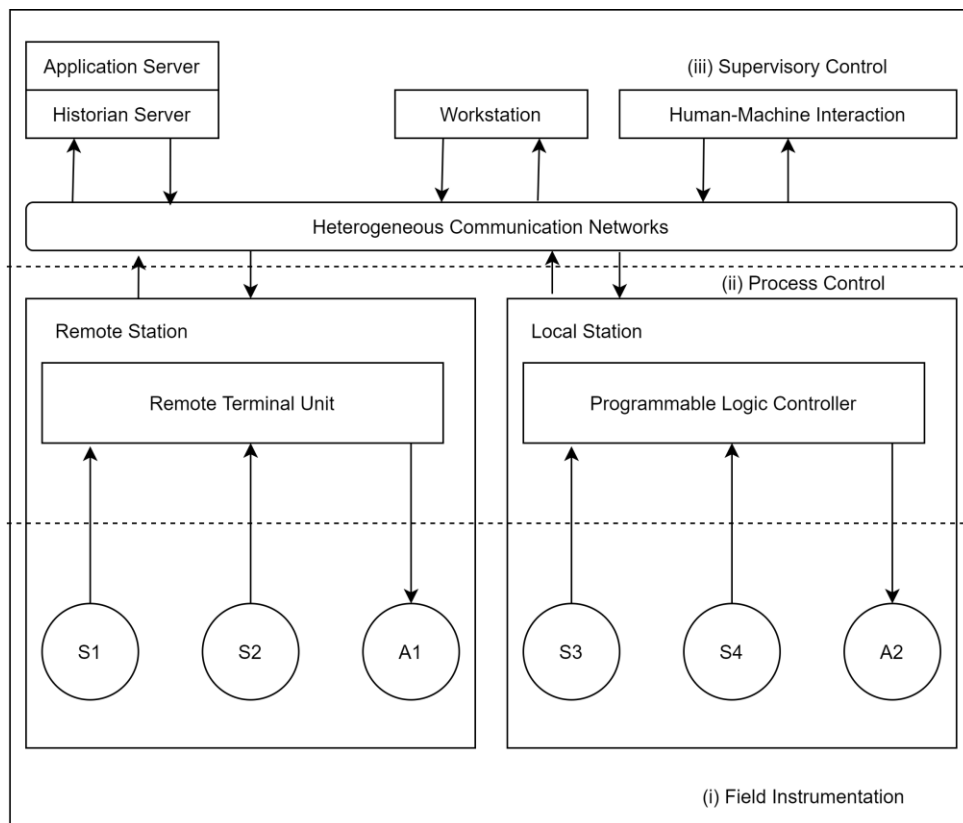 Application Server
(iii) Supervisory Control
Historian Server
Workstation
Human-Machine Interaction
Heterogeneous Communication Networks
(ii) Process Control
Remote Station
Local Station
Remote Terminal Unit
Programmable Logic Controller
S1
S2
A1
S3
S4
A2
(i) Field Instrumentation